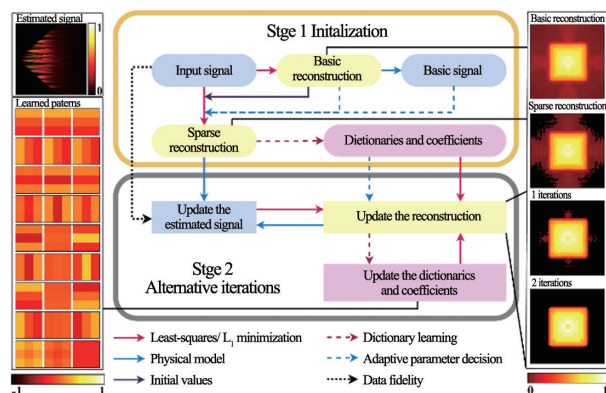 Estimated signal
1
0
Learned paterns
-1
1
Stge 1 Initalization
Input signal
Basic
reconstruction
Basic signal
Sparse
reconstruction
Dictionaries and coefficients
Update the
estimated signal
Update the reconstruction
Stge 2
Alternative iterations
Update the dictionarics
and coefficients
Least-squares/ L1 minimization
Physical model
Initial values
Dictionary learning
Adaptive parameter decision
Data fidelity
Basic reconstruction
Sparse reconstruction
1 iterations
2 iterations
0
1